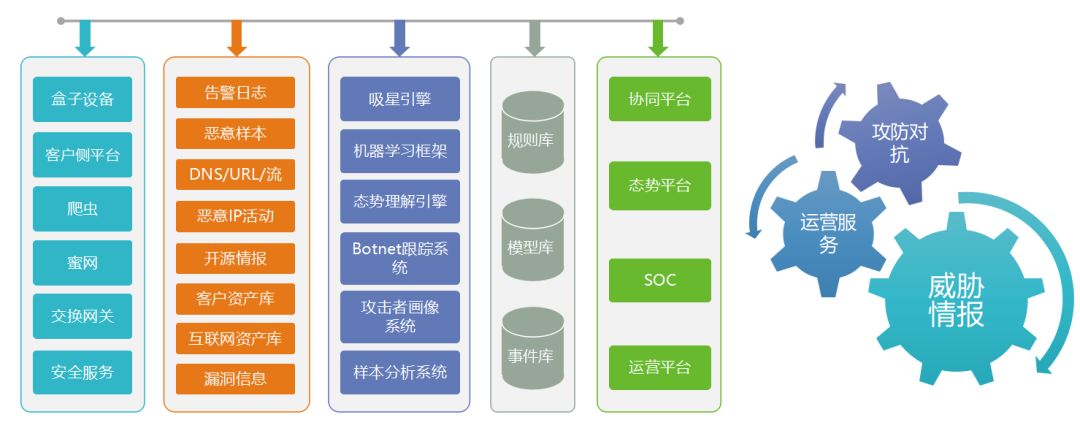 盒子设备
客户侧平台
爬虫
蜜网
交换网关
安全服务
告警日志
恶意样本
DNS/URL/流
恶意IP活动
开源情报
客户资产库
互联网资产库
漏洞信息
吸星引擎
机器学习框架
态势理解引擎
Botnet跟踪系
统
攻击者画像
系统
样本分析系统
规则库
模型库
事件库
协同平台
态势平台
SOC
运营平台
攻防对
抗
运营服
务
威胁
情报